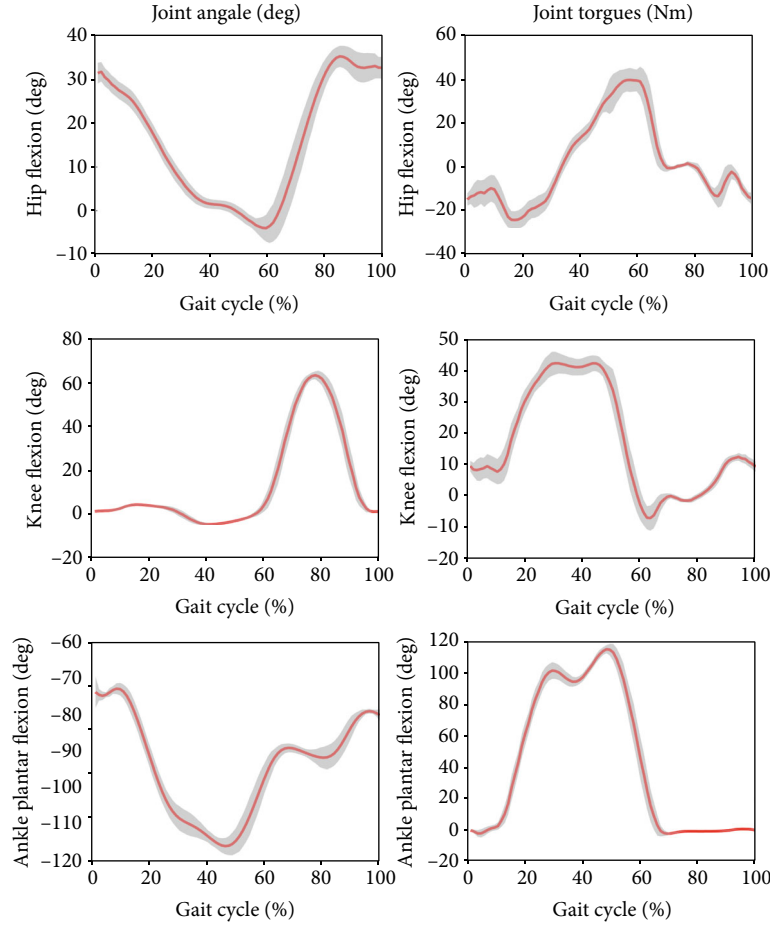 Joint angale (deg)
Joint torgues (Nm)
Hip flexion (deg)
40
30
20
10
0
−10
0 20 40 60 80 100
Gait cycle (%)
Hip flexion (deg)
60
40
20
0
−20
−40
0 20 40 60 80 100
Gait cycle (%)
Knee flexion (deg)
80
60
40
20
0
−20
0 20 40 60 80 100
Gait cycle (%)
Knee flexion (deg)
50
40
30
20
10
0
−10
−20
0 20 40 60 80 100
Gait cycle (%)
Ankle plantar flexion (deg)
−60
−70
−80
−90
−100
−110
−120
0 20 40 60 80 100
Gait cycle (%)
Ankle plantar flexion (deg)
120
100
80
60
40
20
0
−20
0 20 40 60 80 100
Gait cycle (%)